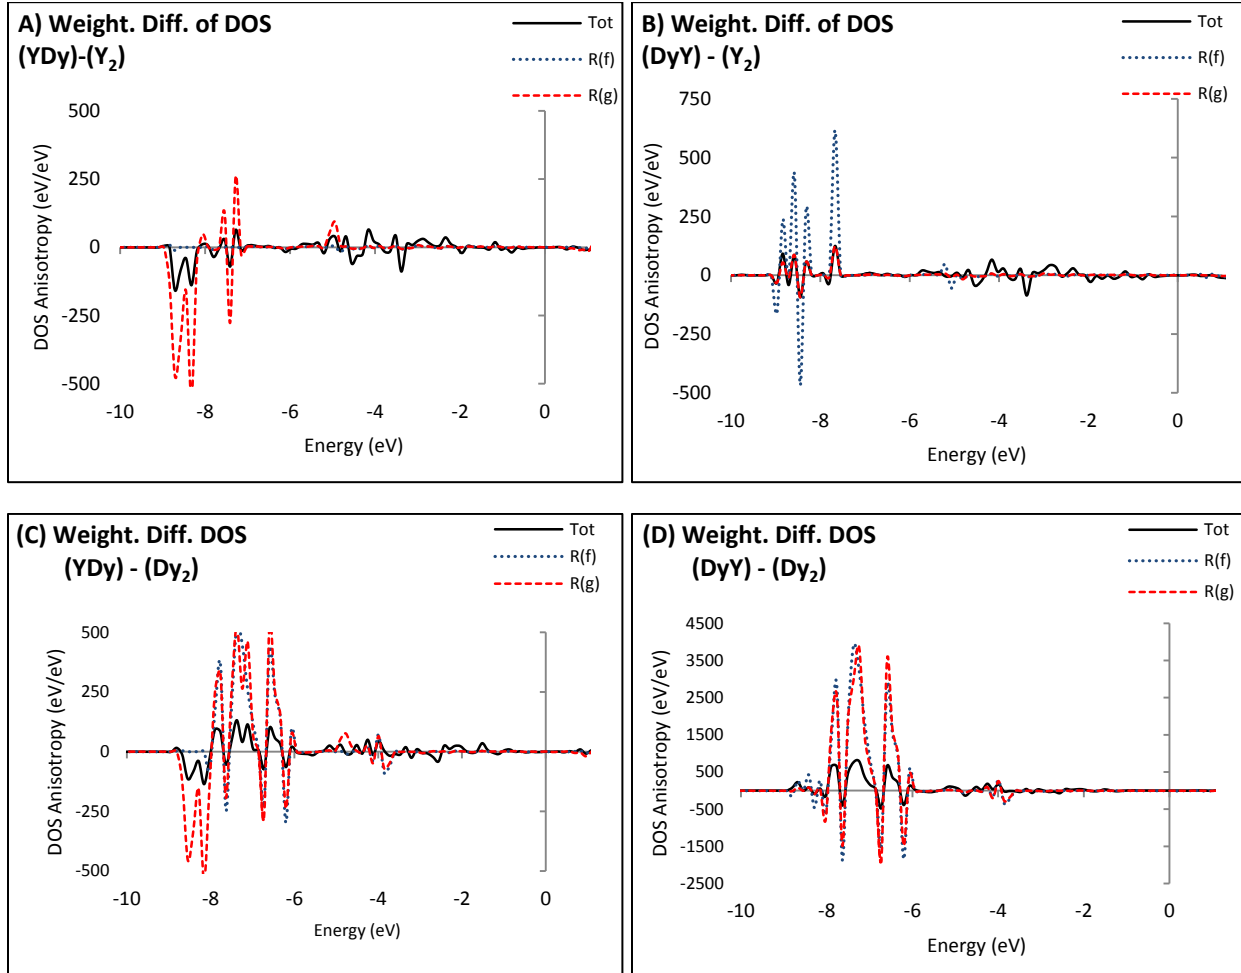 A) Weight. Diff. of DOS
(YDy)-(Y2)
Tot
R(f)
R(g)
DOS Anisotropy (eV/eV)
500
250
0
-250
-500
-10
-8
-6
-4
-2
0
Energy (eV)
B) Weight. Diff. of DOS
(DyY) - (Y2)
Tot
R(f)
R(g)
DOS Anisotropy (eV/eV)
750
500
250
0
-250
-500
-10
-8
-6
-4
-2
0
Energy (eV)
(C) Weight. Diff. DOS
(YDy) - (Dy2)
Tot
R(f)
R(g)
DOS Anisotropy (eV/eV)
500
250
0
-250
-500
-10
-8
-6
-4
-2
0
Energy (eV)
(D) Weight. Diff. DOS
(DyY) - (Dy2)
Tot
R(f)
R(g)
DOS Anisotropy (eV/eV)
4500
3500
2500
1500
500
-500
-1500
-2500
-10
-8
-6
-4
-2
0
Energy (eV)